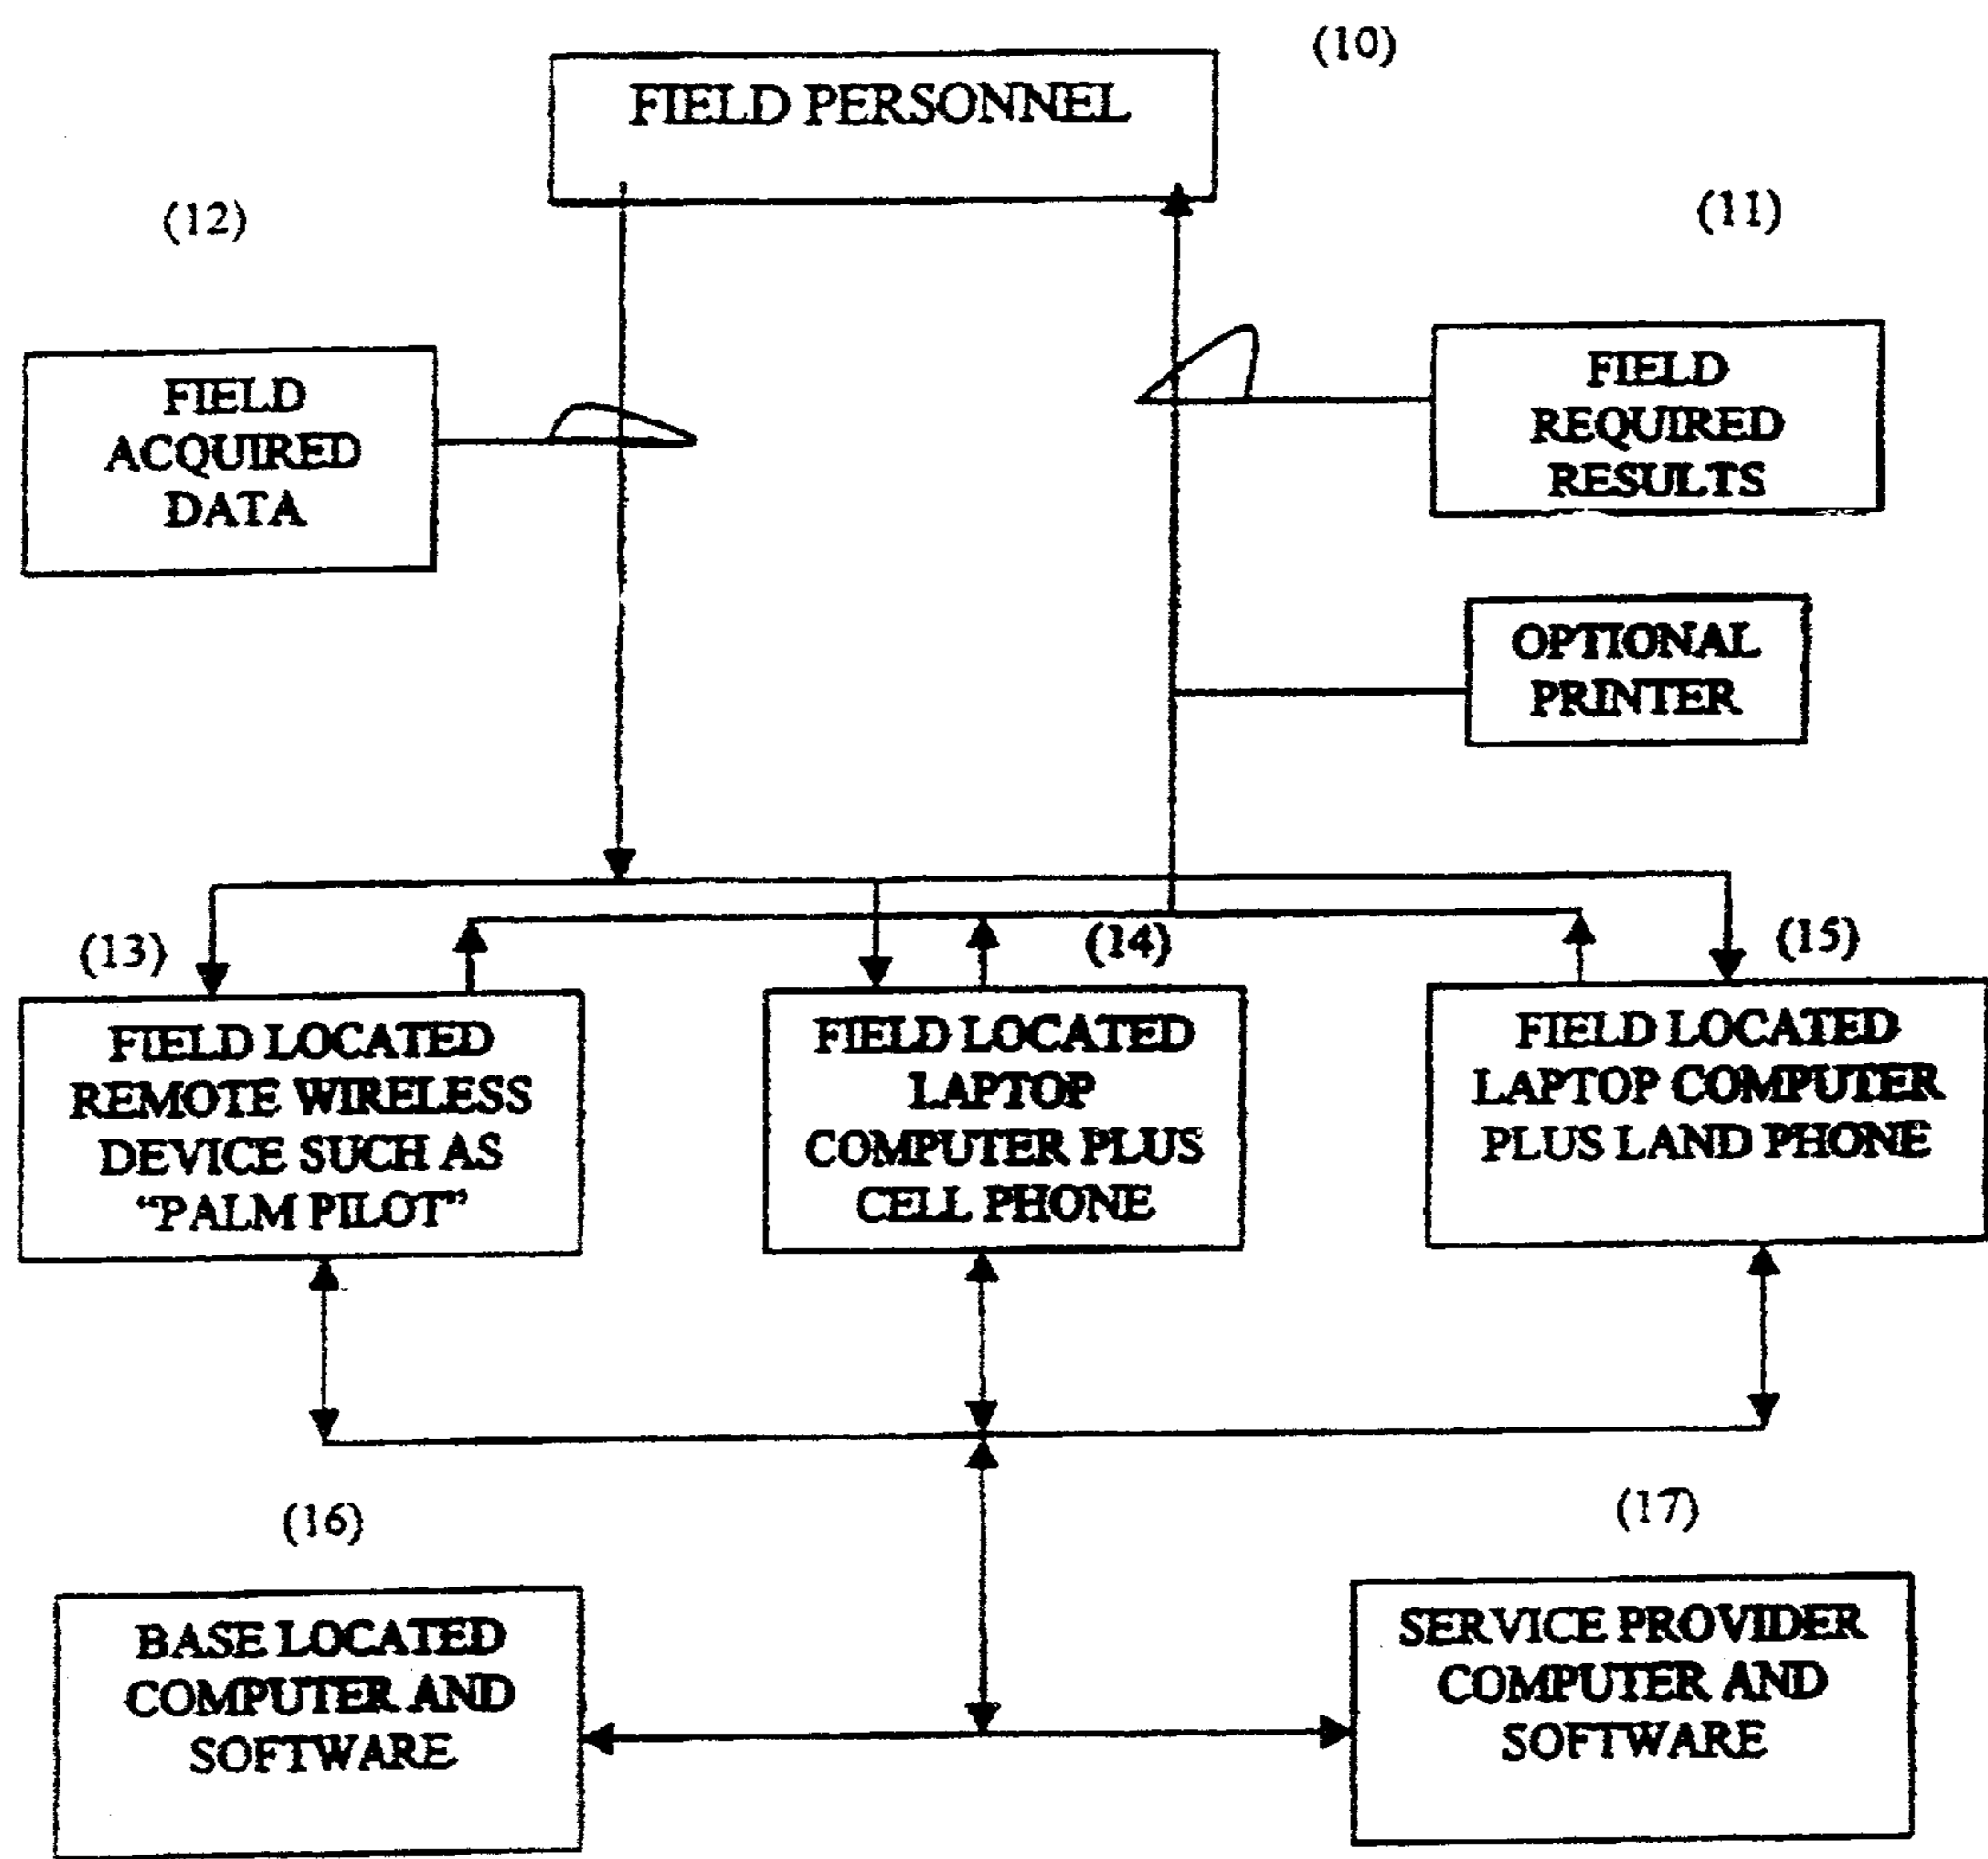 (10)
FIELD PERSONNEL
(12)
(11)
FIELD
ACQUIRED
DATA
FIELD
REQUIRED
RESULTS
OPTIONAL
PRINTER
(13)
(14)
(15)
FIELD LOCATED
REMOTE WIRELESS
DEVICE SUCH AS
“PALM PILOT”
FIELD LOCATED
LAPTOP
COMPUTER PLUS
CELL PHONE
FIELD LOCATED
LAPTOP COMPUTER
PLUS LAND PHONE
(16)
(17)
BASE LOCATED
COMPUTER AND
SOFTWARE
SERVICE PROVIDER
COMPUTER AND
SOFTWARE